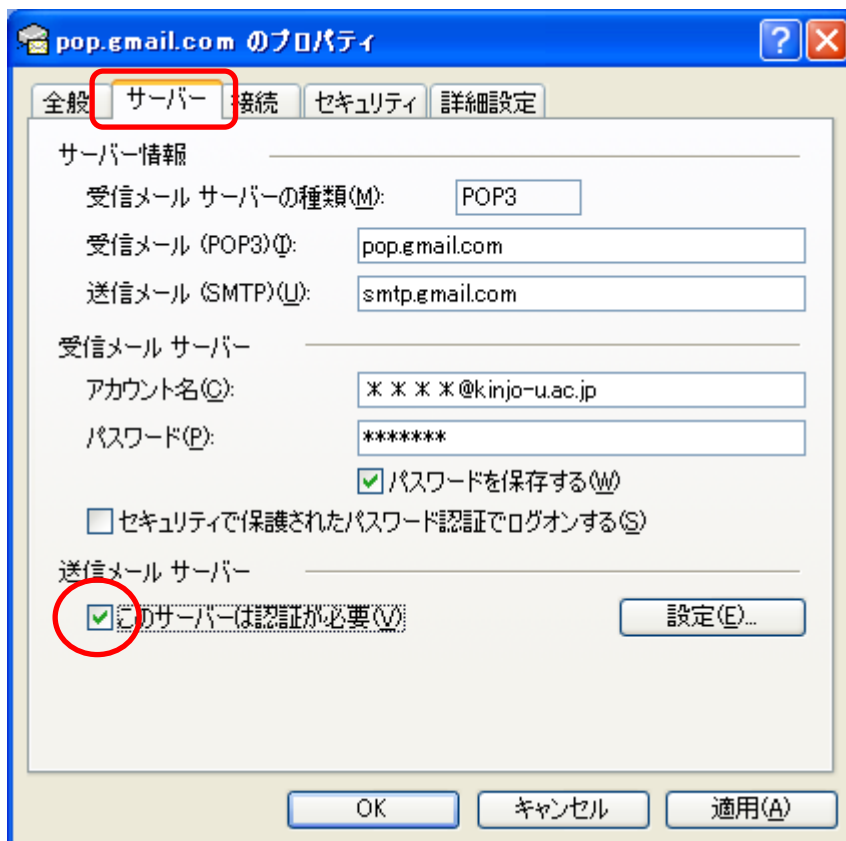 pop.gmail.com のプロパティ
全般 サーバー 接続 セキュリティ 詳細設定
サーバー情報
受信メール サーバーの種類(M): POP3
受信メール (POP3)(I): pop.gmail.com
送信メール (SMTP)(U): smtp.gmail.com
受信メール サーバー
アカウント名(C): ＊＊＊＊@kinjo-u.ac.jp
パスワード(P): *******
パスワードを保存する(W)
セキュリティで保護されたパスワード認証でログオンする(S)
送信メール サーバー
このサーバーは認証が必要(V) 設定(E)...
OK キャンセル 適用(A)